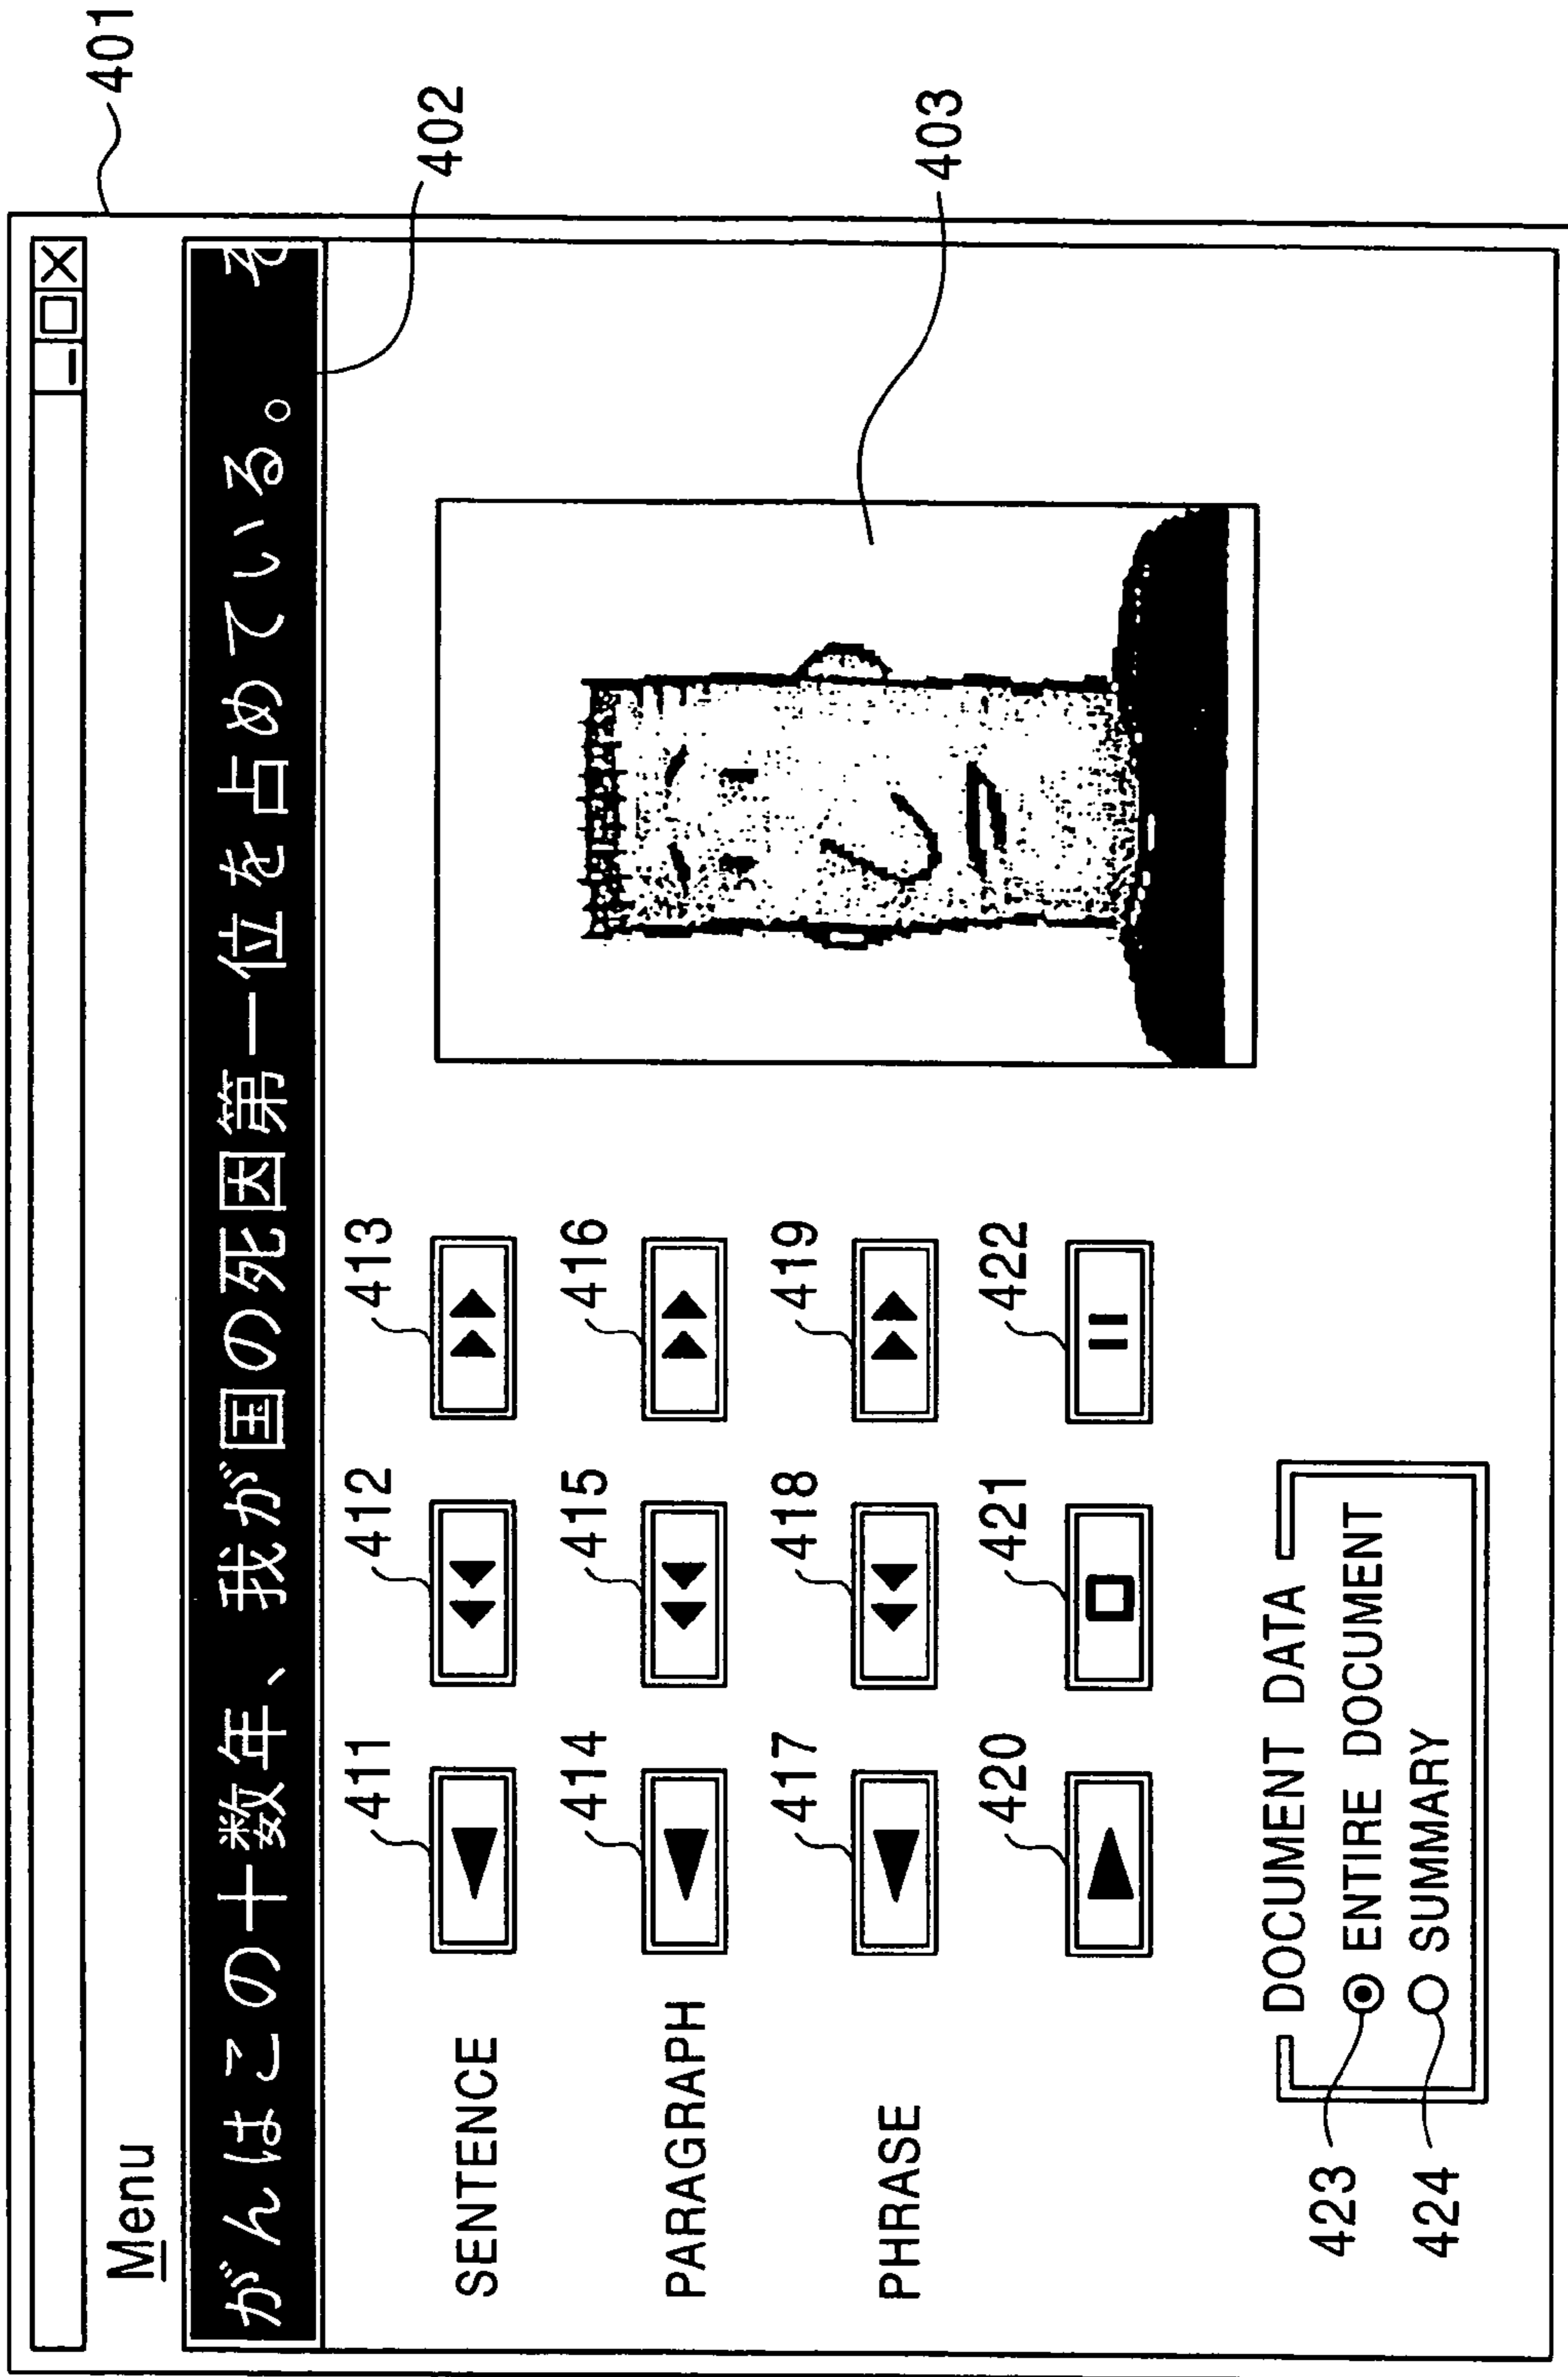 401
Menu
がんはこの十数年、我が国の死因第一位を占めている。 そ
402
403
SENTENCE
411
412
413
PARAGRAPH
414
415
416
PHRASE
417
418
419
420
421
422
DOCUMENT DATA
423
ENTIRE DOCUMENT
424
SUMMARY